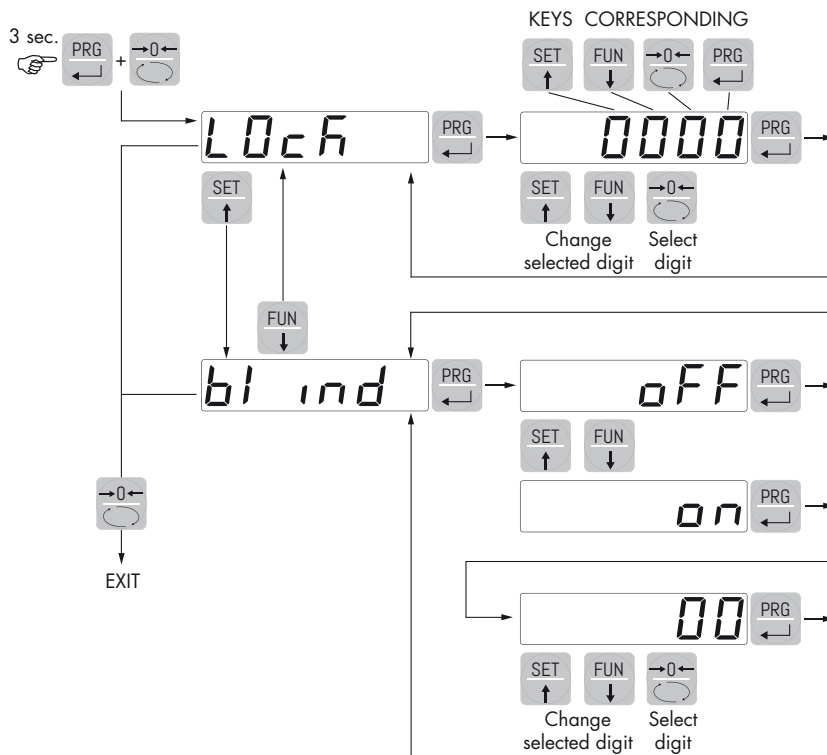 KEYS CORRESPONDING
3 sec.
PRG + →0←
SET FUN →0← PRG
LOcK PRG 0000 PRG
SET
SET FUN →0←
Change selected digit
Select digit
FUN
bl ind PRG oFF PRG
SET FUN
→0←
on PRG
EXIT
00 PRG
SET FUN →0←
Change selected digit
Select digit